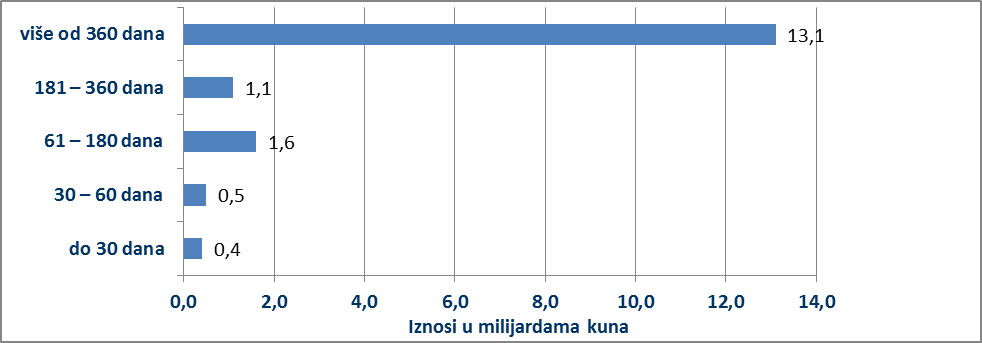 više od 360 dana 13,1
181 – 360 dana 1,1
61 – 180 dana 1,6
30 – 60 dana 0,5
do 30 dana 0,4
0,0 2,0 4,0 6,0 8,0 10,0 12,0 14,0
Iznosi u milijardama kuna